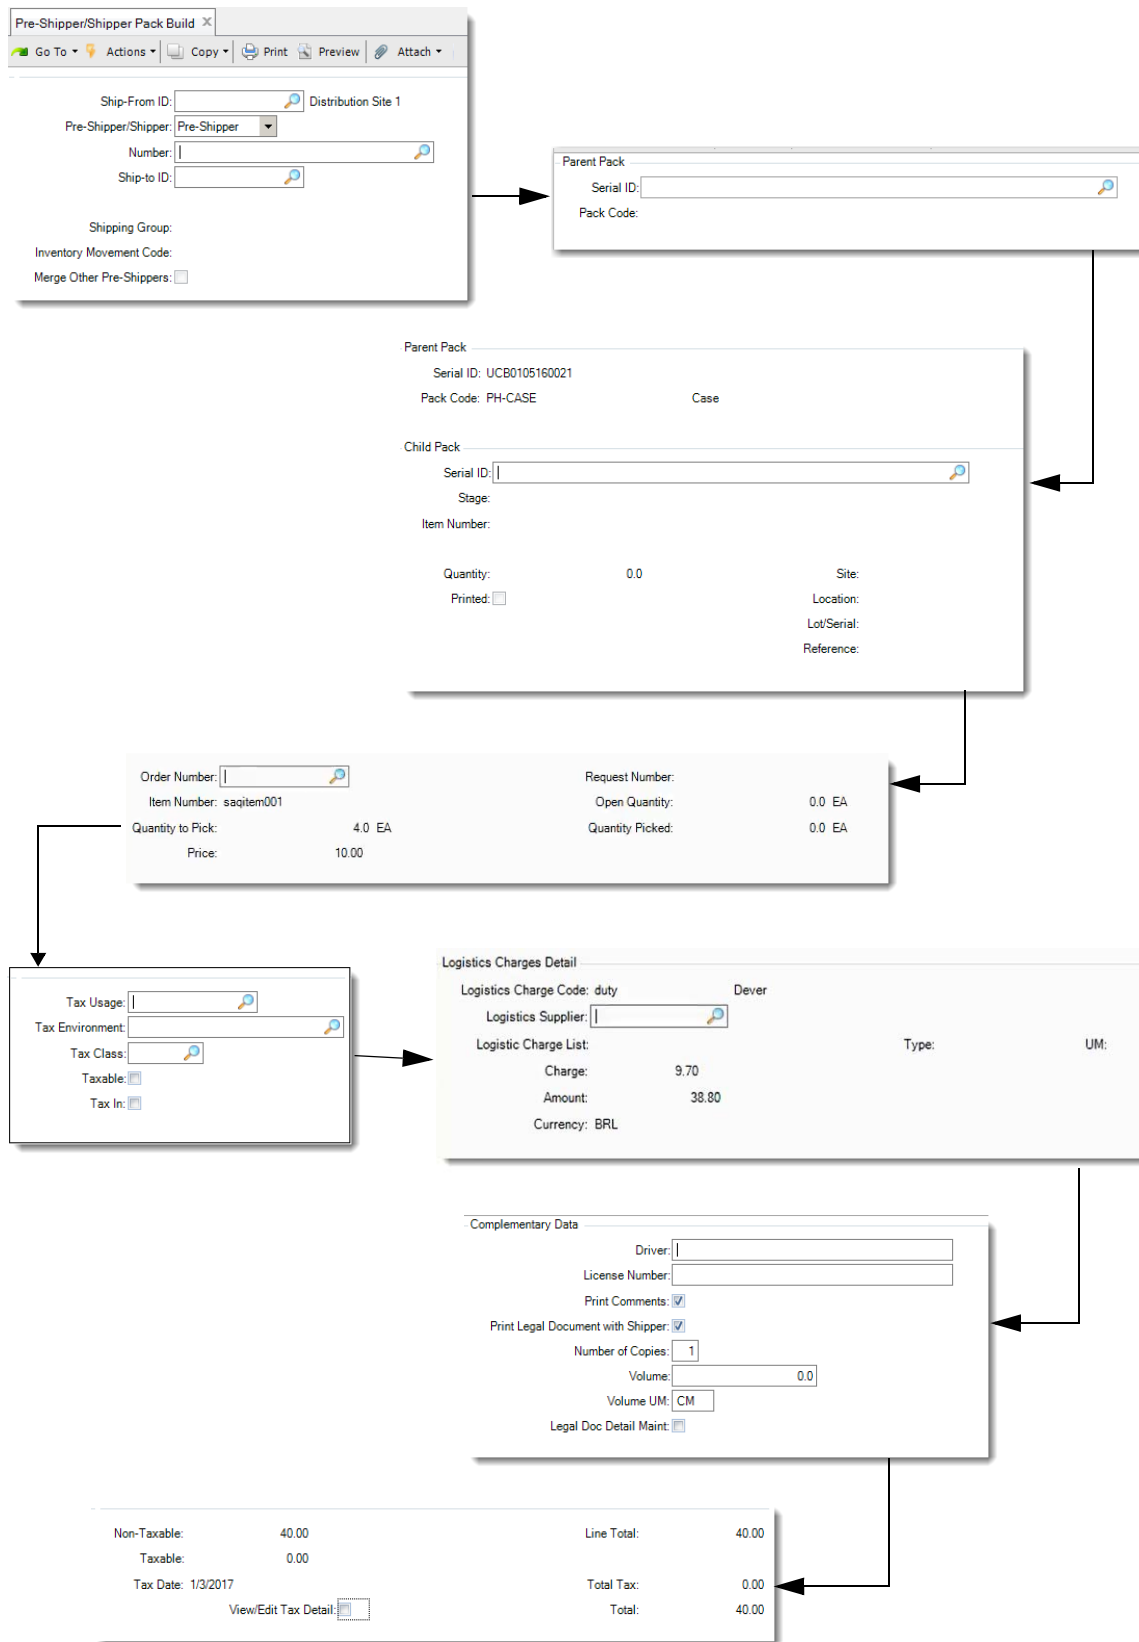 Pre-Shipper/Shipper Pack Build
Go To Actions Copy Print Preview Attach
Ship-From ID: Distribution Site 1
Pre-Shipper/Shipper: Pre-Shipper
Number:
Ship-to ID:
Shipping Group:
Inventory Movement Code:
Merge Other Pre-Shippers:
Parent Pack
Serial ID:
Pack Code:
Parent Pack
Serial ID: UCB0105160021
Pack Code: PH-CASE Case
Child Pack
Serial ID:
Stage:
Item Number:
Quantity: 0.0 Site:
Printed: Location:
Lot/Serial:
Reference:
Order Number: Request Number:
Item Number: saqitem001 Open Quantity: 0.0 EA
Quantity to Pick: 4.0 EA Quantity Picked: 0.0 EA
Price: 10.00
Tax Usage:
Tax Environment:
Tax Class:
Taxable:
Tax In:
Logistics Charges Detail
Logistics Charge Code: duty Dever
Logistics Supplier:
Logistic Charge List: Type: UM:
Charge: 9.70
Amount: 38.80
Currency: BRL
Complementary Data
Driver:
License Number:
Print Comments:
Print Legal Document with Shipper:
Number of Copies: 1
Volume: 0.0
Volume UM: CM
Legal Doc Detail Maint:
Non-Taxable: 40.00 Line Total: 40.00
Taxable: 0.00
Tax Date: 1/3/2017 Total Tax: 0.00
View/Edit Tax Detail: Total: 40.00